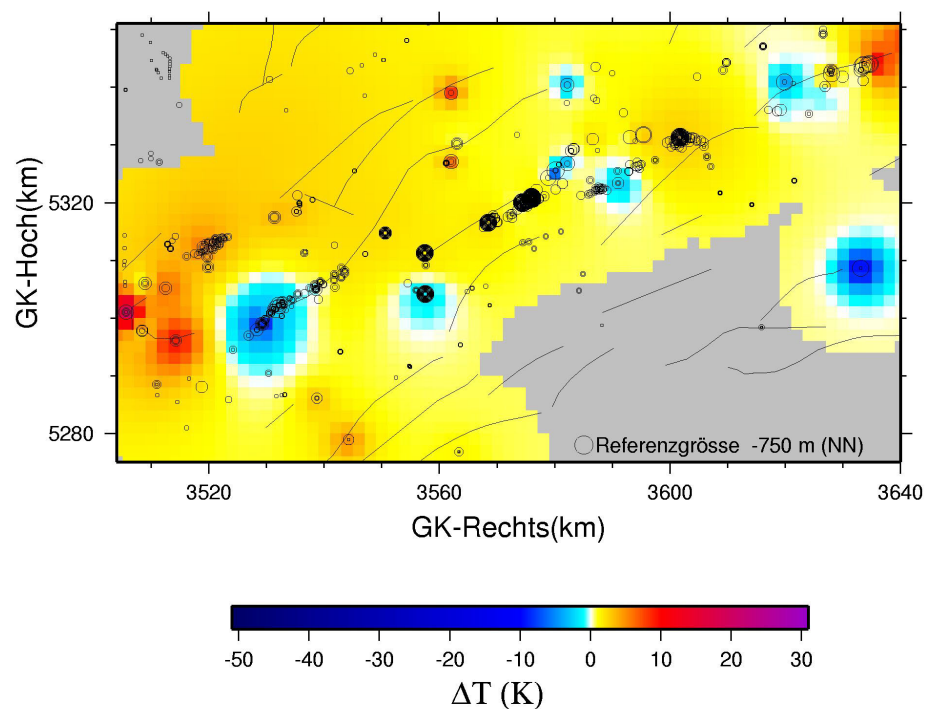 5320
5280
GK-Hoch(km)
Referenzgrösse -750 m (NN)
3520 3560 3600 3640
GK-Rechts(km)
-50 -40 -30 -20 -10 0 10 20 30
ΔT (K)